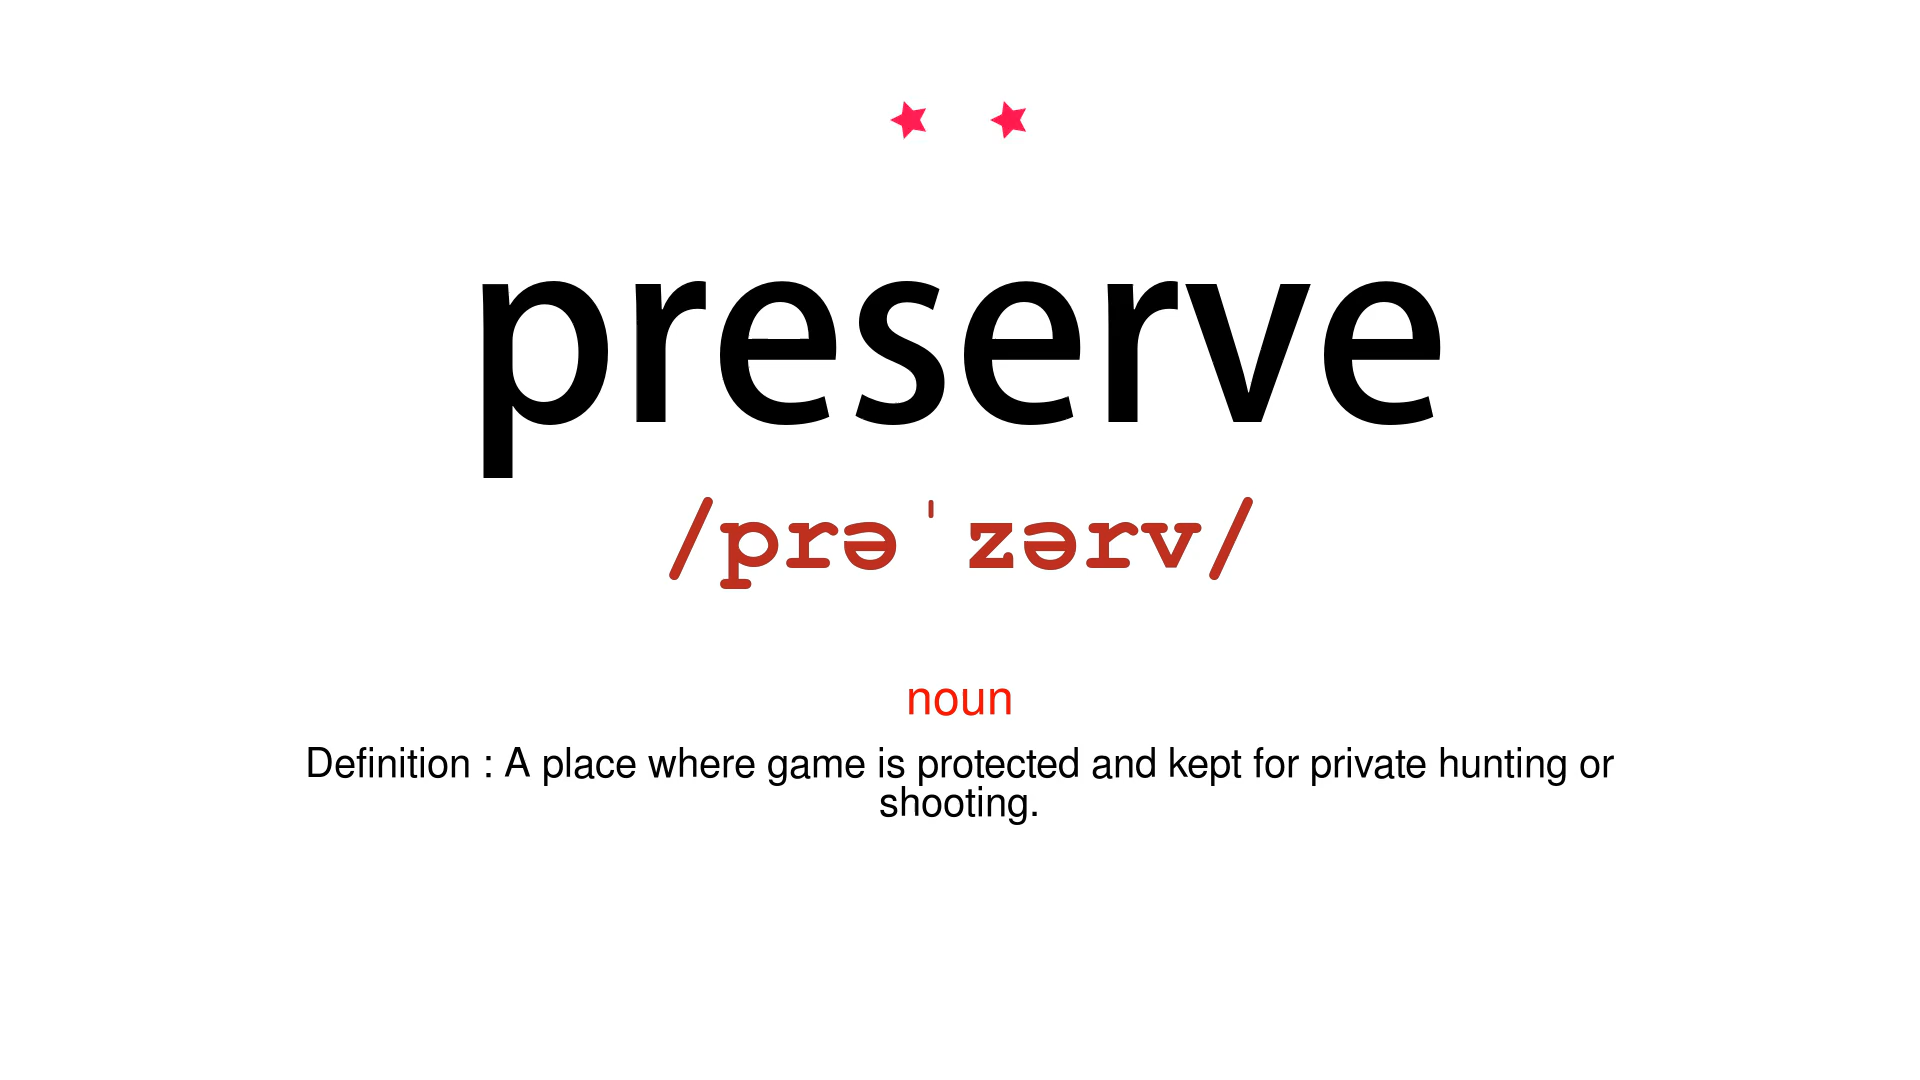 preserve
/prəˈzərv/
noun
Definition : A place where game is protected and kept for private hunting or
shooting.